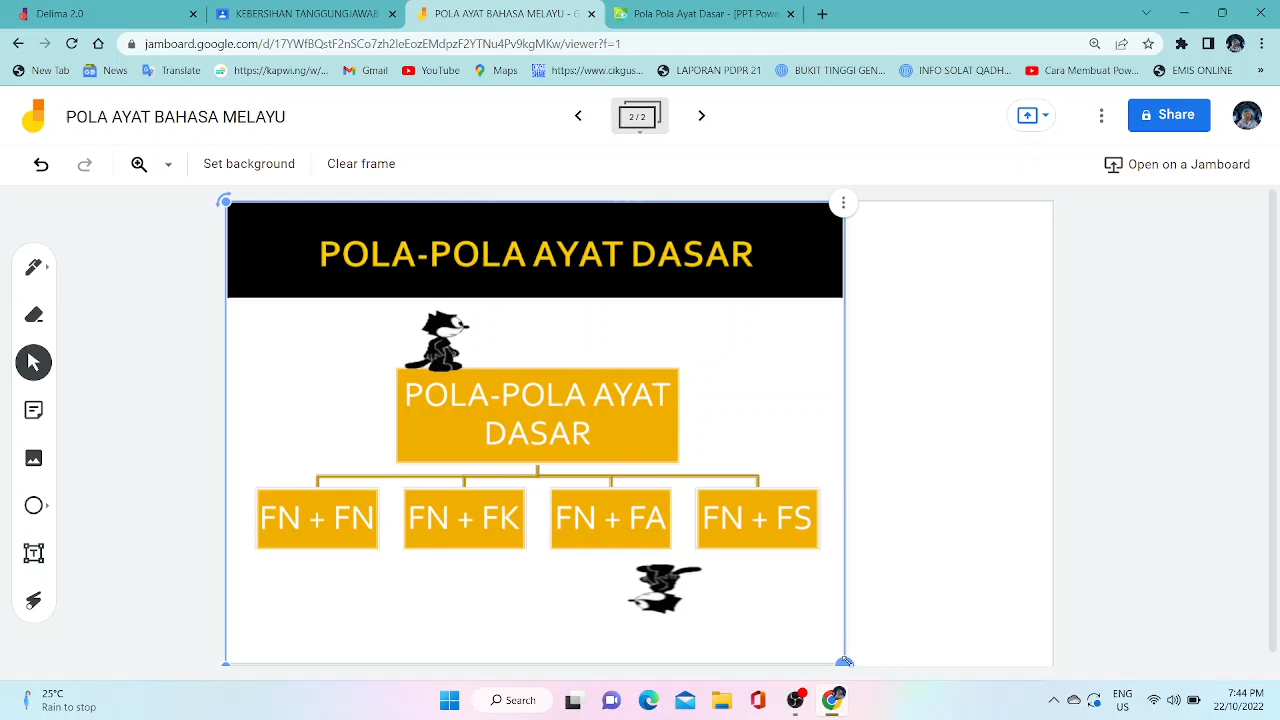 Delima 2.0
KEBERSIHAN TANGGUNGJAWAB
POLA AYAT BAHASA MELAYU - G
Pola Pola Ayat Dasar - [PPT Powe
jamboard.google.com/d/17YWfBQstF2nSCo7zh2IeEozEMdpzF2YTNu4Pv9kgMKw/viewer?f=1
New Tab
News
Translate
https://www.facebo...
Gmail
YouTube
Maps
https://www.cikgus...
LAPORAN PDPR 21
BUKIT TINGGI GEN...
INFO SOLAT QADH...
Cara Membuat Pow...
EMIS ONLINE
POLA AYAT BAHASA MELAYU
2 / 2
Share
Set background
Clear frame
Open on a Jamboard
POLA-POLA AYAT DASAR
POLA-POLA AYAT
DASAR
FN + FN
FN + FK
FN + FA
FN + FS
25°C
Rain to stop
Search
ENG
US
7:44 PM
22/10/2022